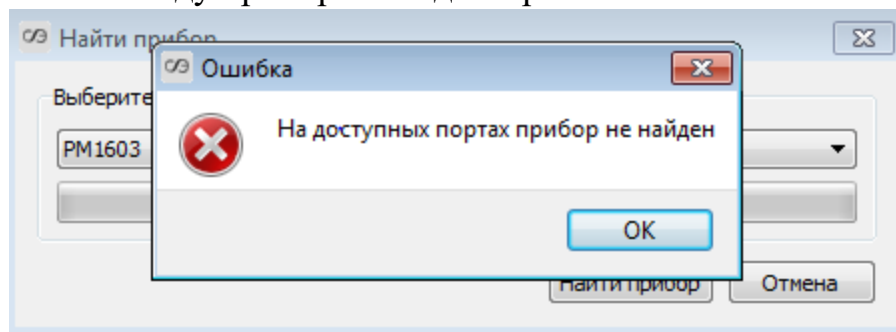 Найти прибор
Ошибка
Выберите
На доступных портах прибор не найден
PM1603
OK
Найти прибор
Отмена